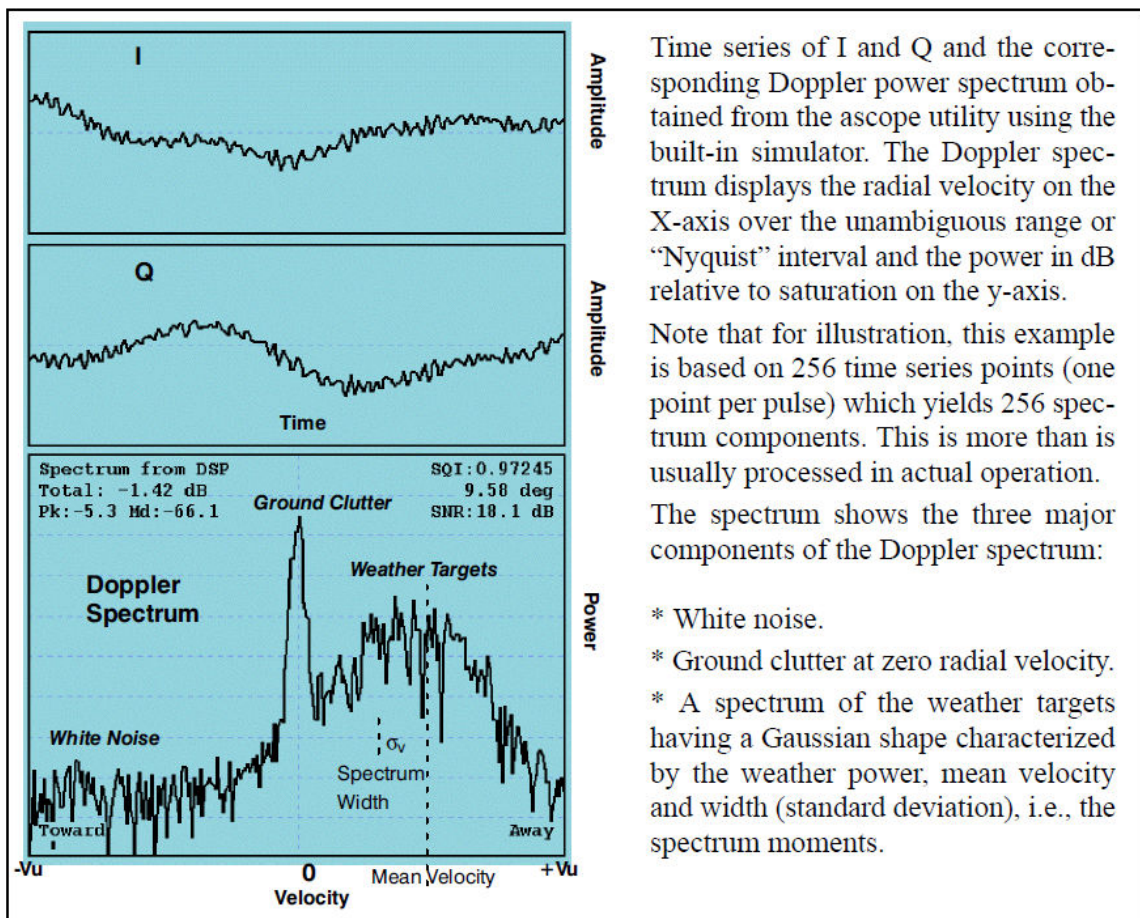 I
Amplitude
Q
Amplitude
Time
Spectrum from DSP
Total: -1.42 dB
Pk:-5.3 Md:-66.1
SQI:0.97245
9.58 deg
SNR:18.1 dB
Ground Clutter
Weather Targets
Doppler
Spectrum
Power
White Noise
σv
Spectrum
Width
Toward
Away
-Vu
0
+Vu
Mean Velocity
Velocity
Time series of I and Q and the corre-
sponding Doppler power spectrum ob-
tained from the ascope utility using the
built-in simulator. The Doppler spec-
trum displays the radial velocity on the
X-axis over the unambiguous range or
“Nyquist” interval and the power in dB
relative to saturation on the y-axis.
Note that for illustration, this example
is based on 256 time series points (one
point per pulse) which yields 256 spec-
trum components. This is more than is
usually processed in actual operation.
The spectrum shows the three major
components of the Doppler spectrum:
* White noise.
* Ground clutter at zero radial velocity.
* A spectrum of the weather targets
having a Gaussian shape characterized
by the weather power, mean velocity
and width (standard deviation), i.e., the
spectrum moments.